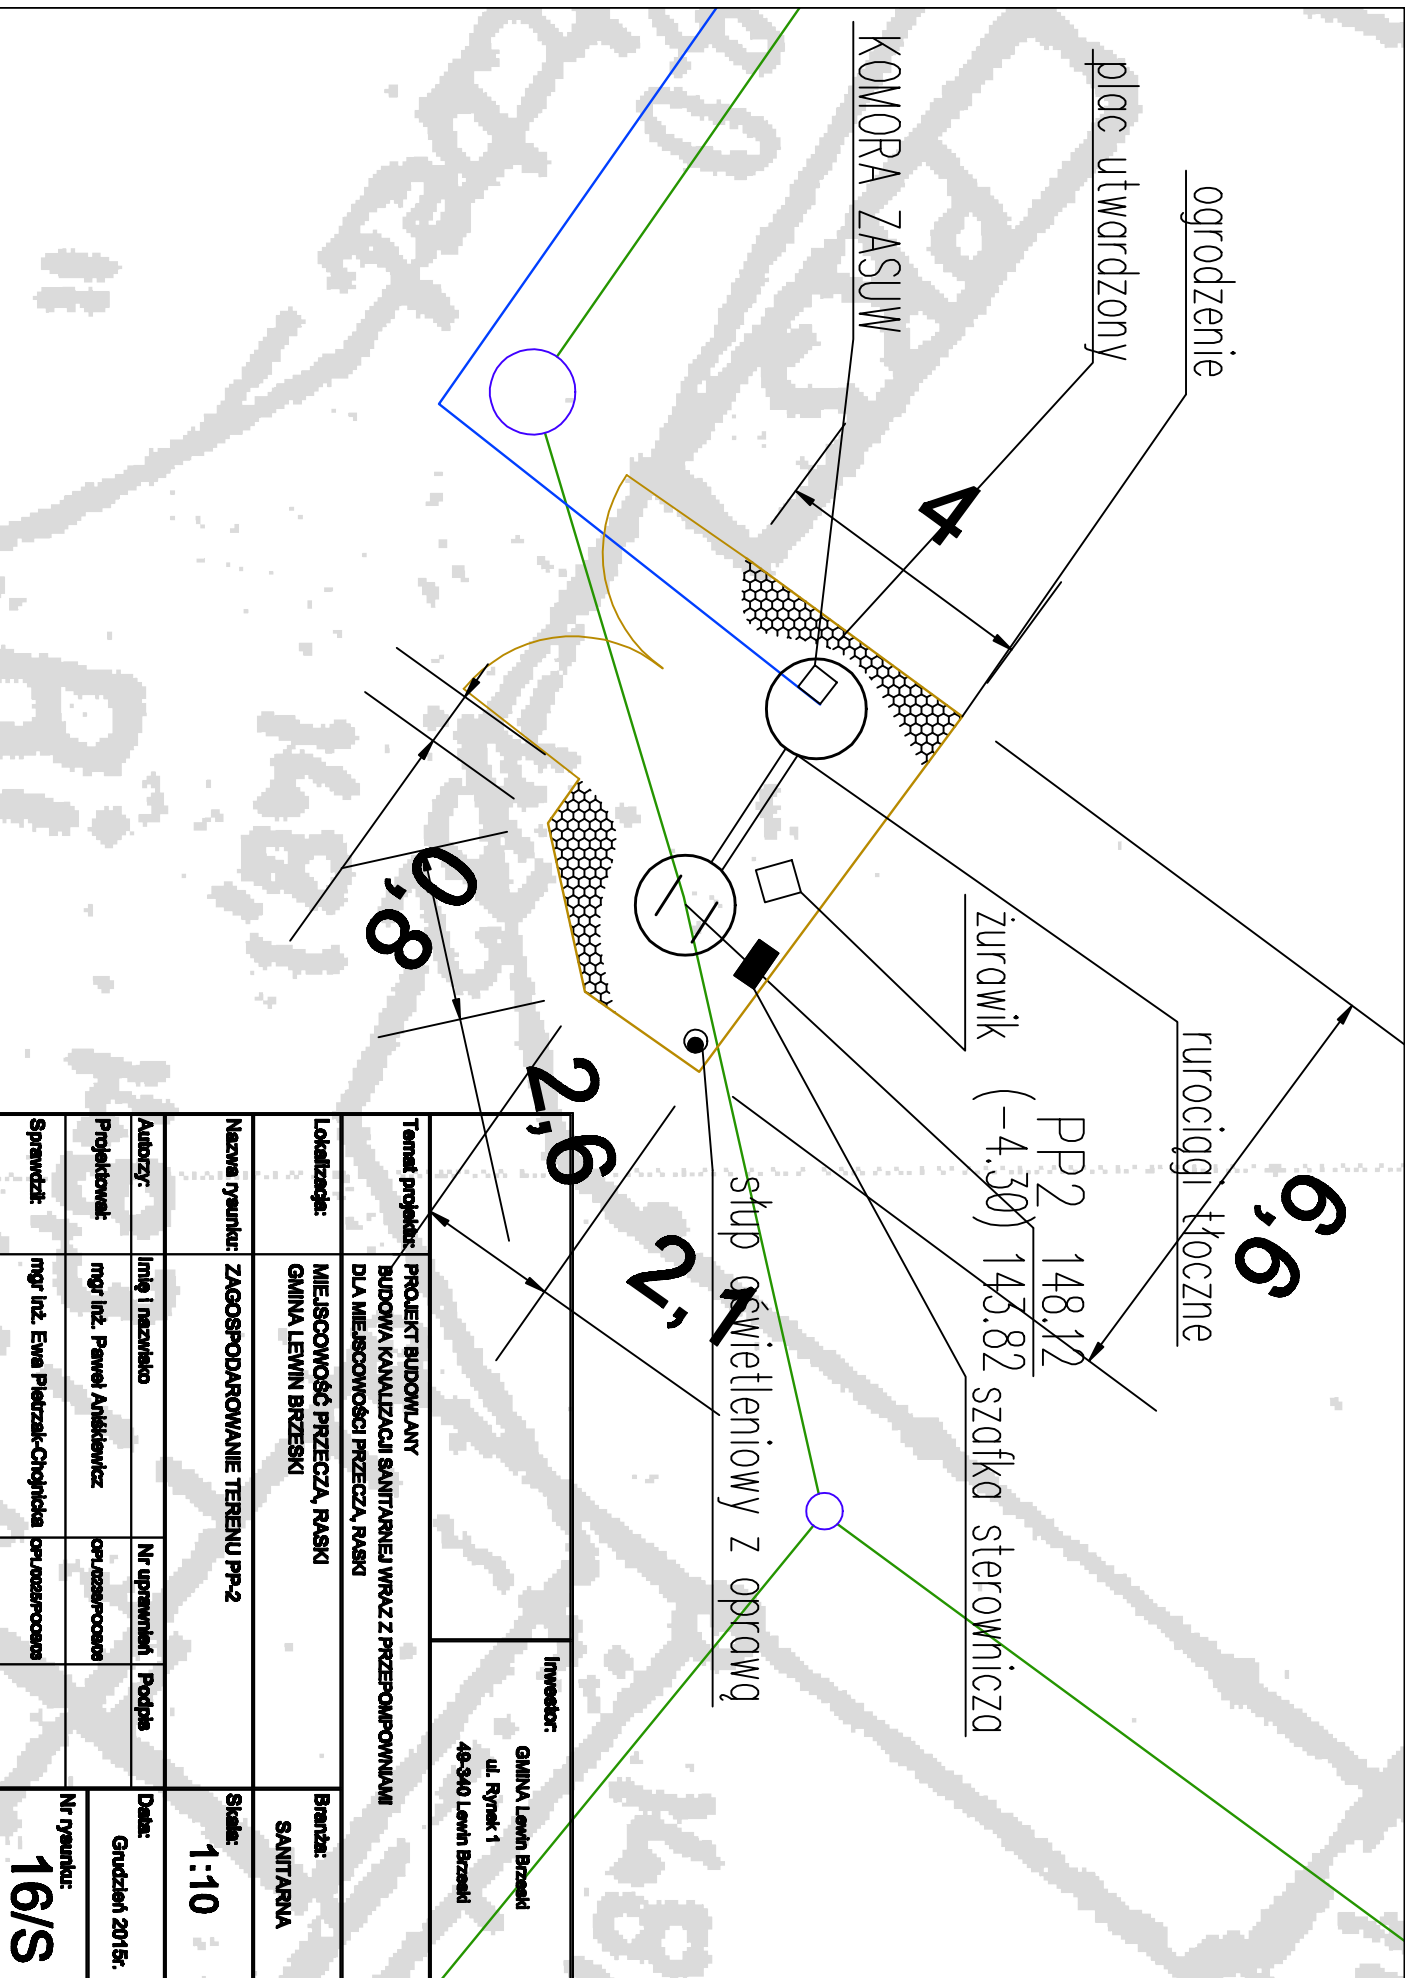 ogrodzenie
plac utwardzony
KOMORA ZASUW
4
6,6
rurociągi tłoczne
PP2 148.12
(-4.30) 143.82
żurawik
szafka sterownicza
słup oświetleniowy z oprawą
0,8
2,6
2,1
Inwestor:
GMINA Lewin Brzeski
ul. Rynek 1
49-340 Lewin Brzeski
Temat projektu:
PROJEKT BUDOWLANY
BUDOWA KANALIZACJI SANITARNEJ WRAZ Z PRZEPOMPOWNIAMI
DLA MIEJSCOWOŚCI PRZECZA, RASKI
Lokalizacja:
MIEJSCOWOŚĆ PRZECZA, RASKI
GMINA LEWIN BRZESKI
Branża:
SANITARNA
Nazwa rysunku:
ZAGOSPODAROWANIE TERENU PP-2
Skala:
1:10
Autorzy: Imię i nazwisko Nr uprawnień Podpis
Data:
Grudzień 2015r.
Projektował: mgr inż. Paweł Aniśkiewicz
Sprawdził: mgr inż. Ewa Pietrzak-Chojnicka
Nr rysunku:
16/S